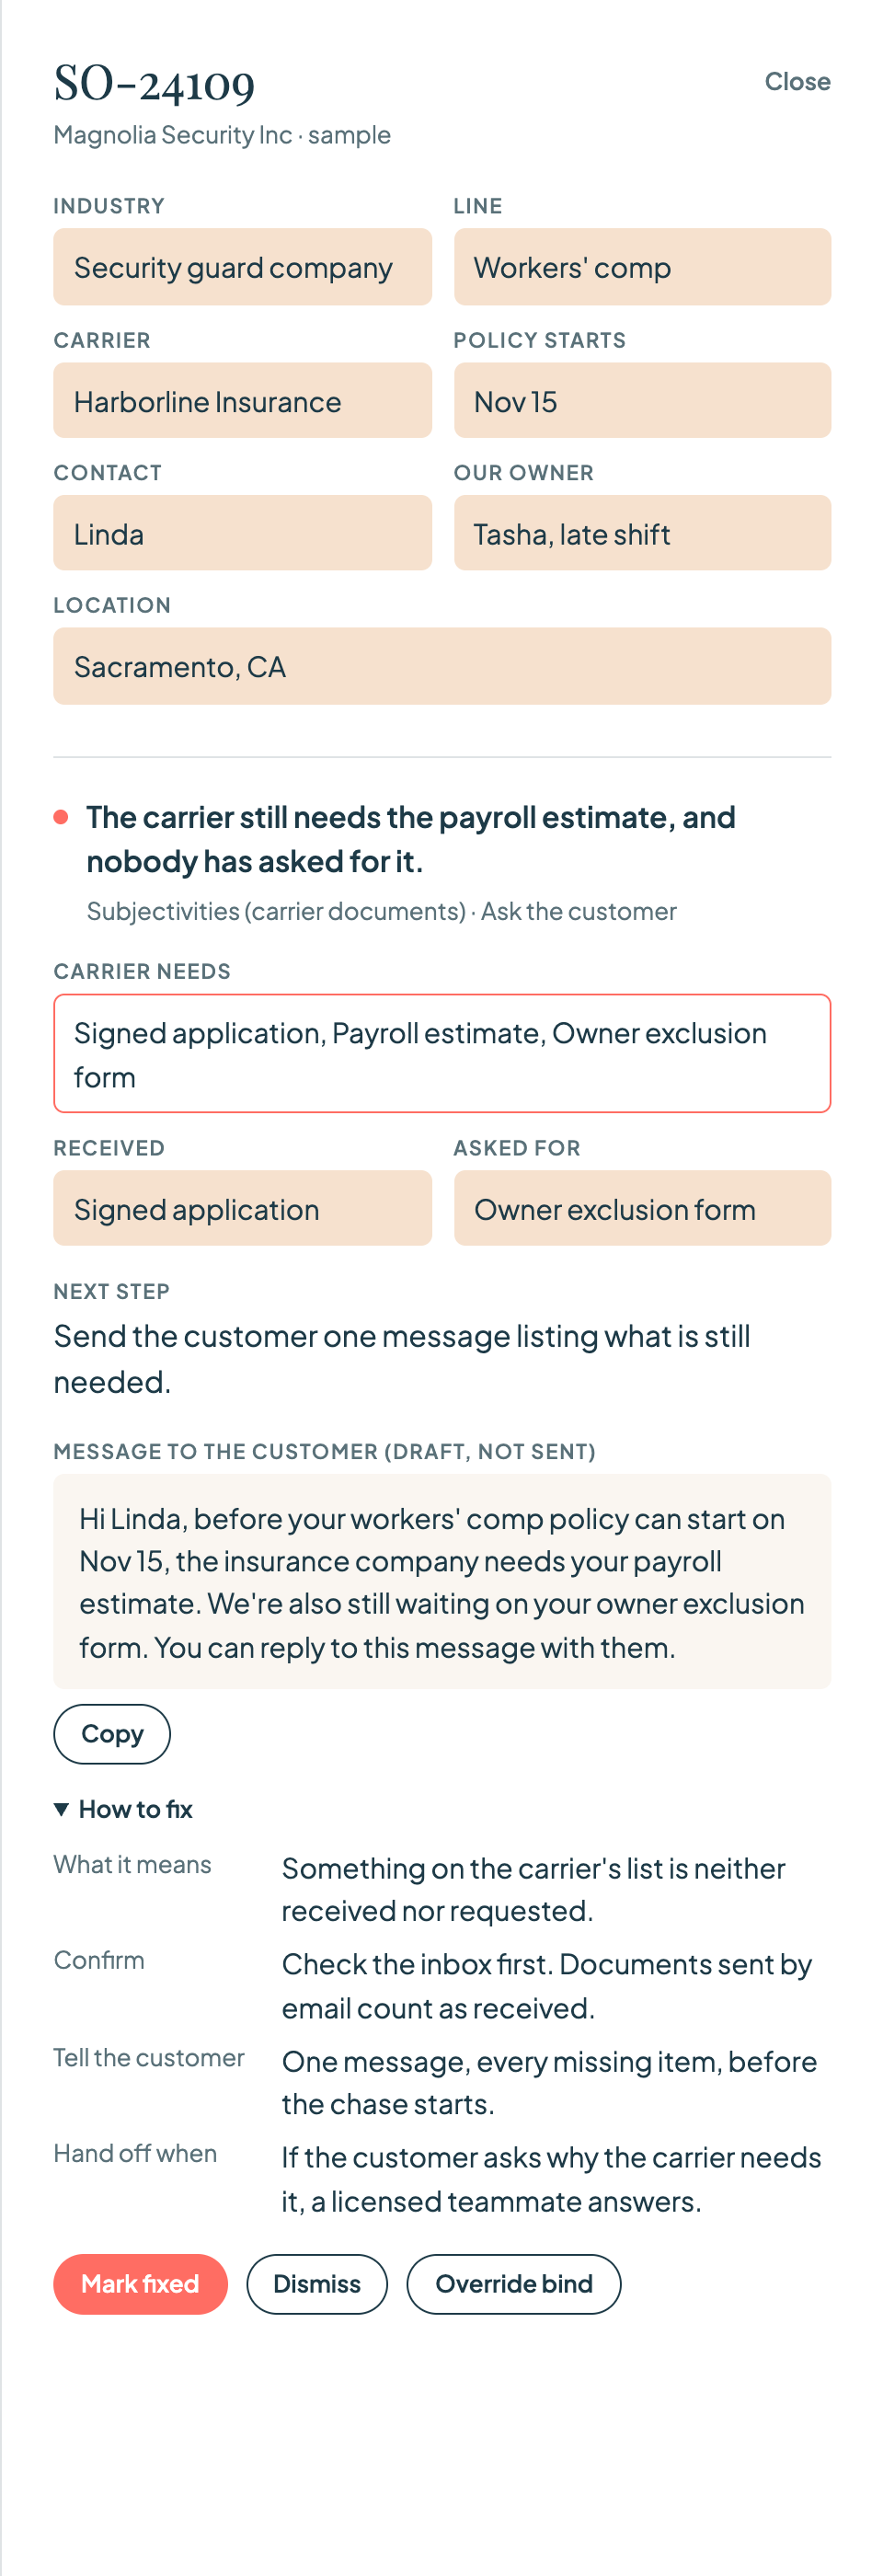 SO-24109
Close
Magnolia Security Inc · sample
INDUSTRY
LINE
Security guard company
Workers' comp
CARRIER
POLICY STARTS
Harborline Insurance
Nov 15
CONTACT
OUR OWNER
Linda
Tasha, late shift
LOCATION
Sacramento, CA
The carrier still needs the payroll estimate, and
nobody has asked for it.
Subjectivities (carrier documents) · Ask the customer
CARRIER NEEDS
Signed application, Payroll estimate, Owner exclusion
form
RECEIVED
ASKED FOR
Signed application
Owner exclusion form
NEXT STEP
Send the customer one message listing what is still
needed.
MESSAGE TO THE CUSTOMER (DRAFT, NOT SENT)
Hi Linda, before your workers' comp policy can start on
Nov 15, the insurance company needs your payroll
estimate. We're also still waiting on your owner exclusion
form. You can reply to this message with them.
Copy
▼ How to fix
What it means
Something on the carrier's list is neither
received nor requested.
Confirm
Check the inbox first. Documents sent by
email count as received.
Tell the customer
One message, every missing item, before
the chase starts.
Hand off when
If the customer asks why the carrier needs
it, a licensed teammate answers.
Mark fixed
Dismiss
Override bind